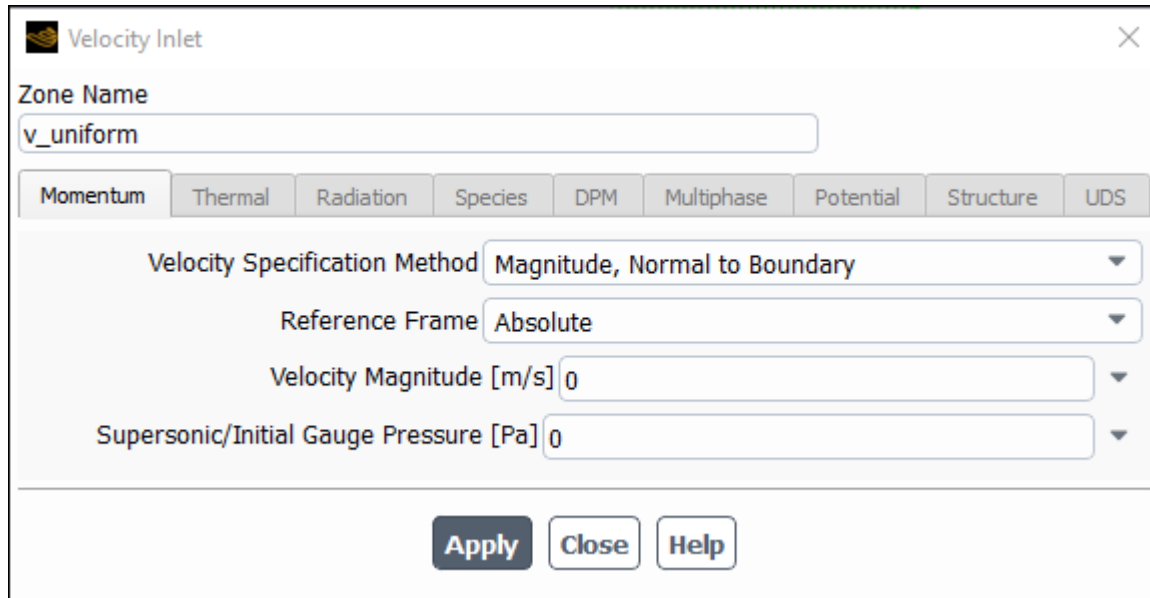 Velocity Inlet
Zone Name
v_uniform
Momentum Thermal Radiation Species DPM Multiphase Potential Structure UDS
Velocity Specification Method Magnitude, Normal to Boundary
Reference Frame Absolute
Velocity Magnitude [m/s] 0
Supersonic/Initial Gauge Pressure [Pa] 0
Apply Close Help